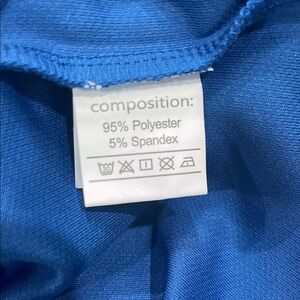 composition:
95% Polyester
5% Spandex